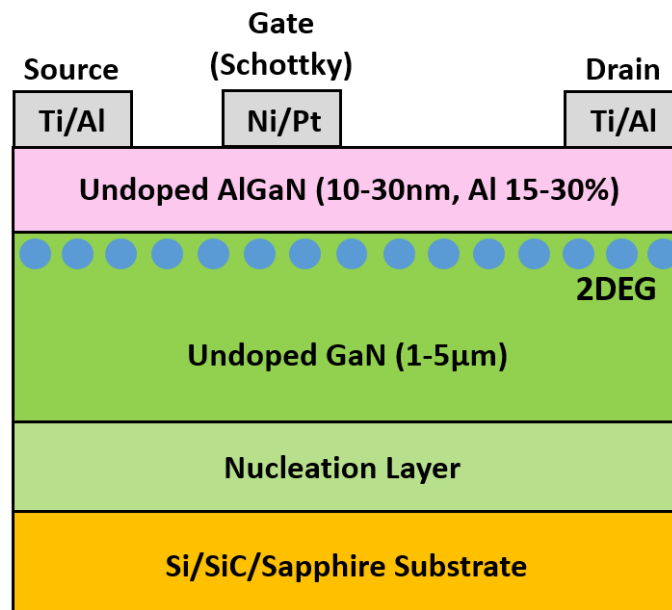 Gate
(Schottky)
Source
Drain
Ti/Al
Ni/Pt
Ti/Al
Undoped AlGaN (10-30nm, Al 15-30%)
2DEG
Undoped GaN (1-5μm)
Nucleation Layer
Si/SiC/Sapphire Substrate